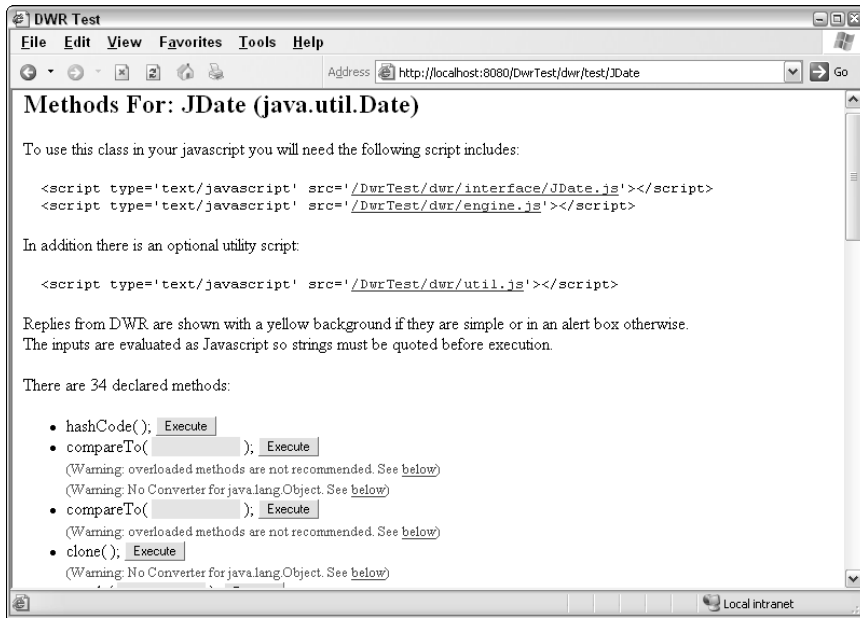 DWR Test
File Edit View Favorites Tools Help
Address http://localhost:8080/DwrTest/dwr/test/JDate Go
Methods For: JDate (java.util.Date)
To use this class in your javascript you will need the following script includes:
<script type='text/javascript' src='/DwrTest/dwr/interface/JDate.js'></script>
<script type='text/javascript' src='/DwrTest/dwr/engine.js'></script>
In addition there is an optional utility script:
<script type='text/javascript' src='/DwrTest/dwr/util.js'></script>
Replies from DWR are shown with a yellow background if they are simple or in an alert box otherwise.
The inputs are evaluated as Javascript so strings must be quoted before execution.
There are 34 declared methods:
• hashCode( ); Execute
• compareTo( ); Execute
(Warning: overloaded methods are not recommended. See below)
(Warning: No Converter for java.lang.Object. See below)
• compareTo( ); Execute
(Warning: overloaded methods are not recommended. See below)
• clone( ); Execute
(Warning: No Converter for java.lang.Object. See below)
Local intranet